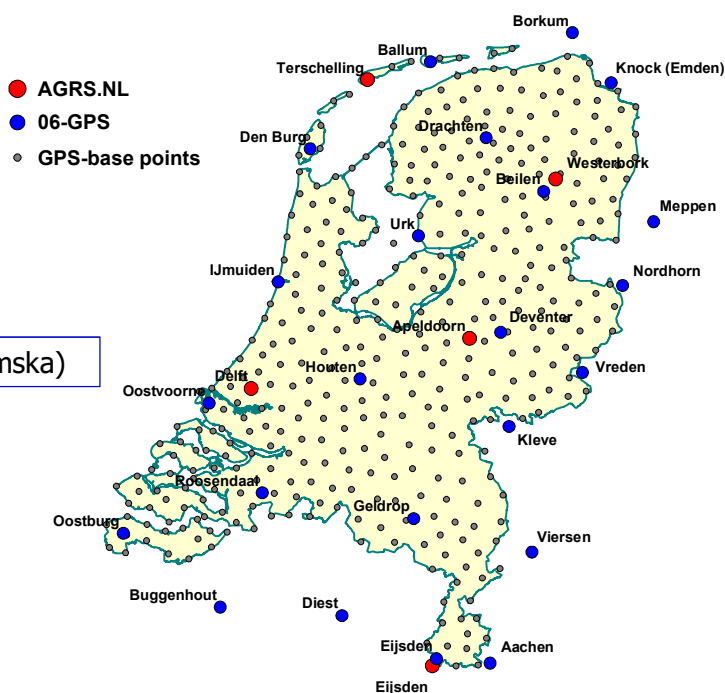 Borkum
Ballum
Terschelling
Knock (Emden)
AGRS.NL
06-GPS
GPS-base points
Den Burg
Drachten
Westerbork
Beilen
Meppen
Urk
IJmuiden
Nordhorn
Deventer
Apeldoorn
mska)
Houten
Delft
Vreden
Oostvoorne
Kleve
Roosendaal
Geldrop
Oostburg
Viersen
Buggenhout
Diest
Eijsden
Aachen
Eijsden